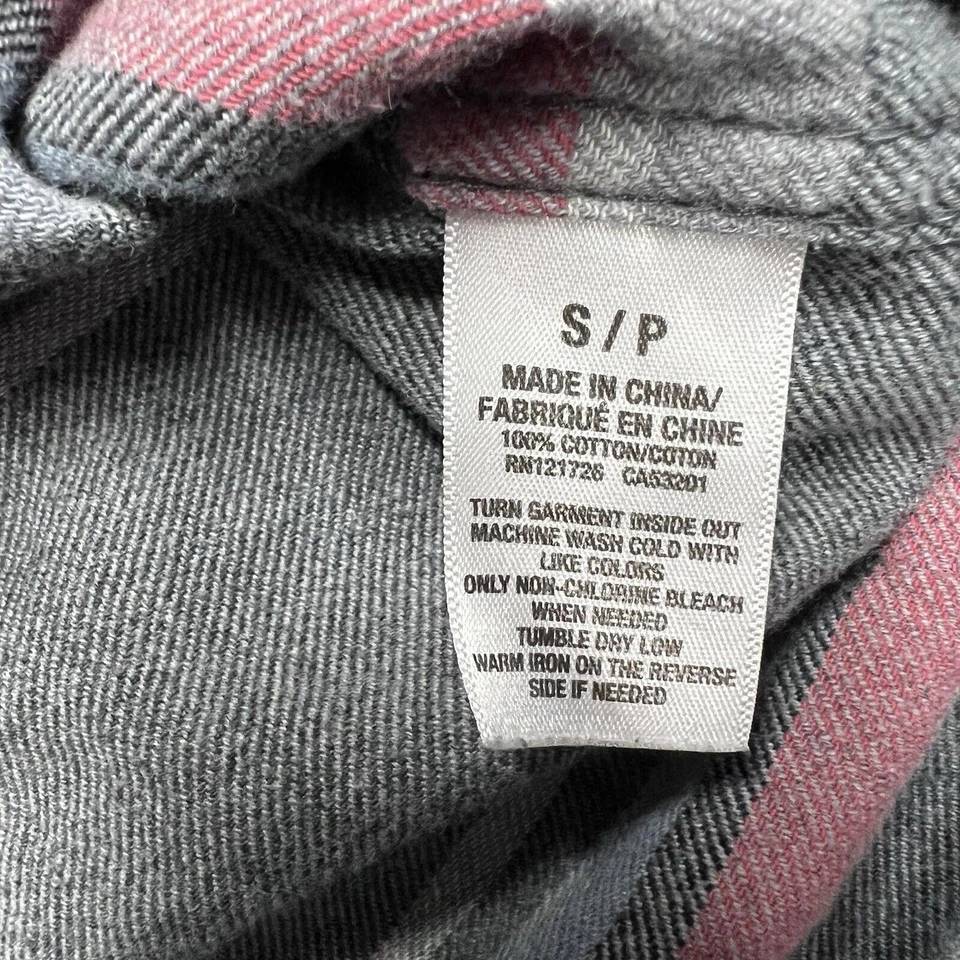 S / P
MADE IN CHINA/
FABRIQUÉ EN CHINE
100% COTTON/COTON
RN121726 CA53201
TURN GARMENT INSIDE OUT
MACHINE WASH COLD WITH
LIKE COLORS
ONLY NON-CHLORINE BLEACH
WHEN NEEDED
TUMBLE DRY LOW
WARM IRON ON THE REVERSE
SIDE IF NEEDED